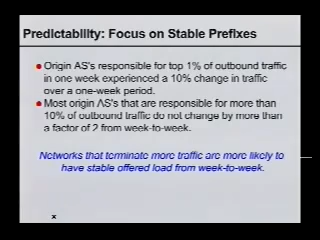 Predictability: Focus on Stable Prefixes
Origin AS's responsible for top 1% of outbound traffic
in one week experienced a 10% change in traffic
over a one-week period.
Most origin AS's that are responsible for more than
10% of outbound traffic do not change by more than
a factor of 2 from week-to-week.
Networks that terminate more traffic are more likely to
have stable offered load from week-to-week.